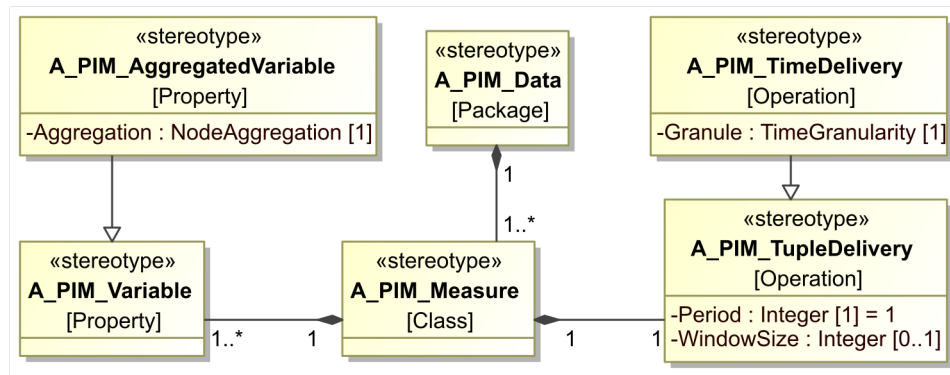 «stereotype»
A_PIM_AggregatedVariable
[Property]
-Aggregation : NodeAggregation [1]
«stereotype»
A_PIM_Data
[Package]
«stereotype»
A_PIM_TimeDelivery
[Operation]
-Granule : TimeGranularity [1]
1
1..*
«stereotype»
A_PIM_Variable
[Property]
1..*
1
«stereotype»
A_PIM_Measure
[Class]
1
1
«stereotype»
A_PIM_TupleDelivery
[Operation]
-Period : Integer [1] = 1
-WindowSize : Integer [0..1]